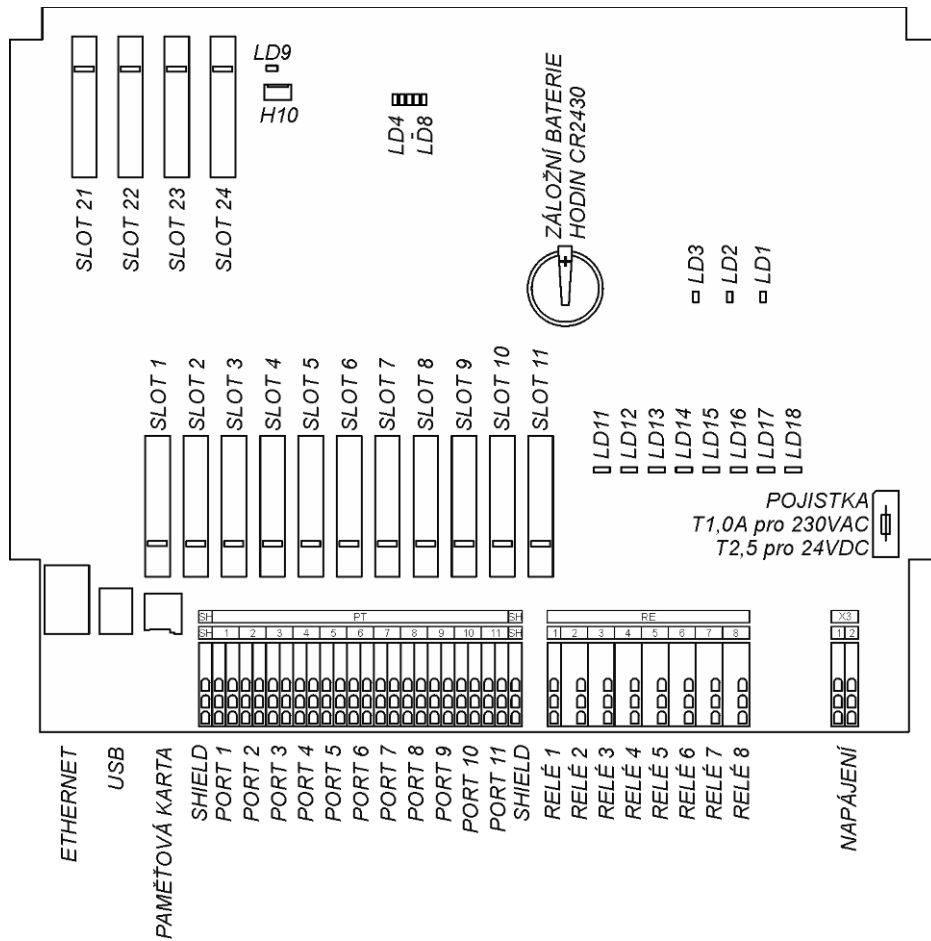 LD9
H10
LD4
-
LD8
ZÁLOŽNÍ BATERIE
HODIN CR2430
SLOT 21
SLOT 22
SLOT 23
SLOT 24
+
LD3
LD2
LD1
SLOT 1
SLOT 2
SLOT 3
SLOT 4
SLOT 5
SLOT 6
SLOT 7
SLOT 8
SLOT 9
SLOT 10
SLOT 11
LD11
LD12
LD13
LD14
LD15
LD16
LD17
LD18
POJISTKA
T1,0A pro 230VAC
T2,5 pro 24VDC
SH PT SH
SH 1 2 3 4 5 6 7 8 9 10 11 SH
RE
1 2 3 4 5 6 7 8
X3
1 2
ETHERNET
USB
PAMĚŤOVÁ KARTA
SHIELD
PORT 1
PORT 2
PORT 3
PORT 4
PORT 5
PORT 6
PORT 7
PORT 8
PORT 9
PORT 10
PORT 11
SHIELD
RELÉ 1
RELÉ 2
RELÉ 3
RELÉ 4
RELÉ 5
RELÉ 6
RELÉ 7
RELÉ 8
NAPÁJENÍ